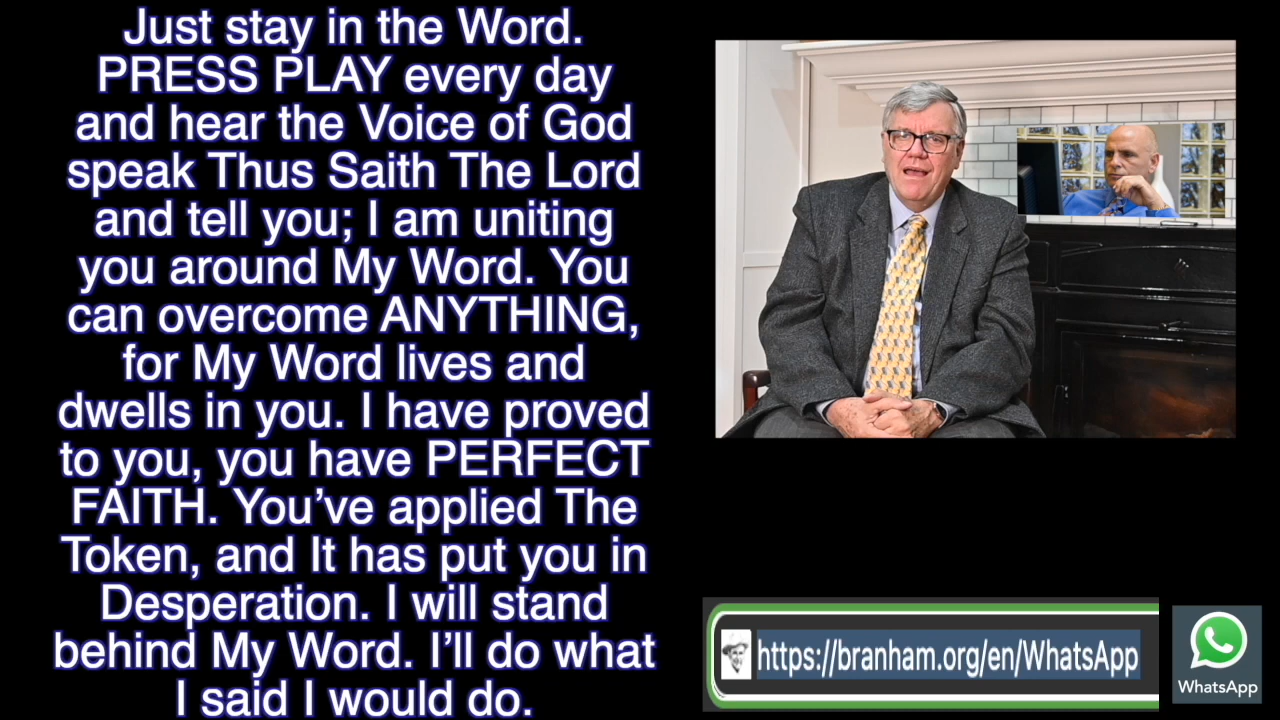 Just stay in the Word.
PRESS PLAY every day
and hear the Voice of God
speak Thus Saith The Lord
and tell you; I am uniting
you around My Word. You
can overcome ANYTHING,
for My Word lives and
dwells in you. I have proved
to you, you have PERFECT
FAITH. You’ve applied The
Token, and It has put you in
Desperation. I will stand
behind My Word. I’ll do what
I said I would do.
https://branham.org/en/WhatsApp
WhatsApp